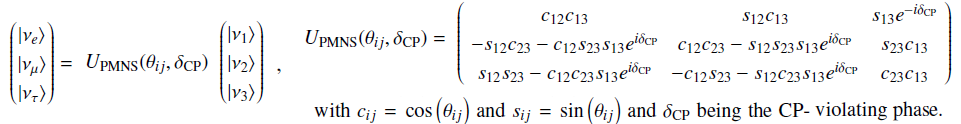 (|ν_e⟩ |ν_μ⟩ |ν_τ⟩) = U_PMNS(θ_ij, δ_CP) (|ν_1⟩ |ν_2⟩ |ν_3⟩) , U_PMNS(θ_ij, δ_CP) =
c_12c_13 s_12c_13 s_13e^{-iδ_CP}
-s_12c_23 − c_12s_23s_13e^{iδ_CP} c_12c_23 − s_12s_23s_13e^{iδ_CP} s_23c_13
s_12s_23 − c_12c_23s_13e^{iδ_CP} -c_12s_23 − s_12c_23s_13e^{iδ_CP} c_23c_13
with c_ij = cos(θ_ij) and s_ij = sin(θ_ij) and δ_CP being the CP- violating phase.